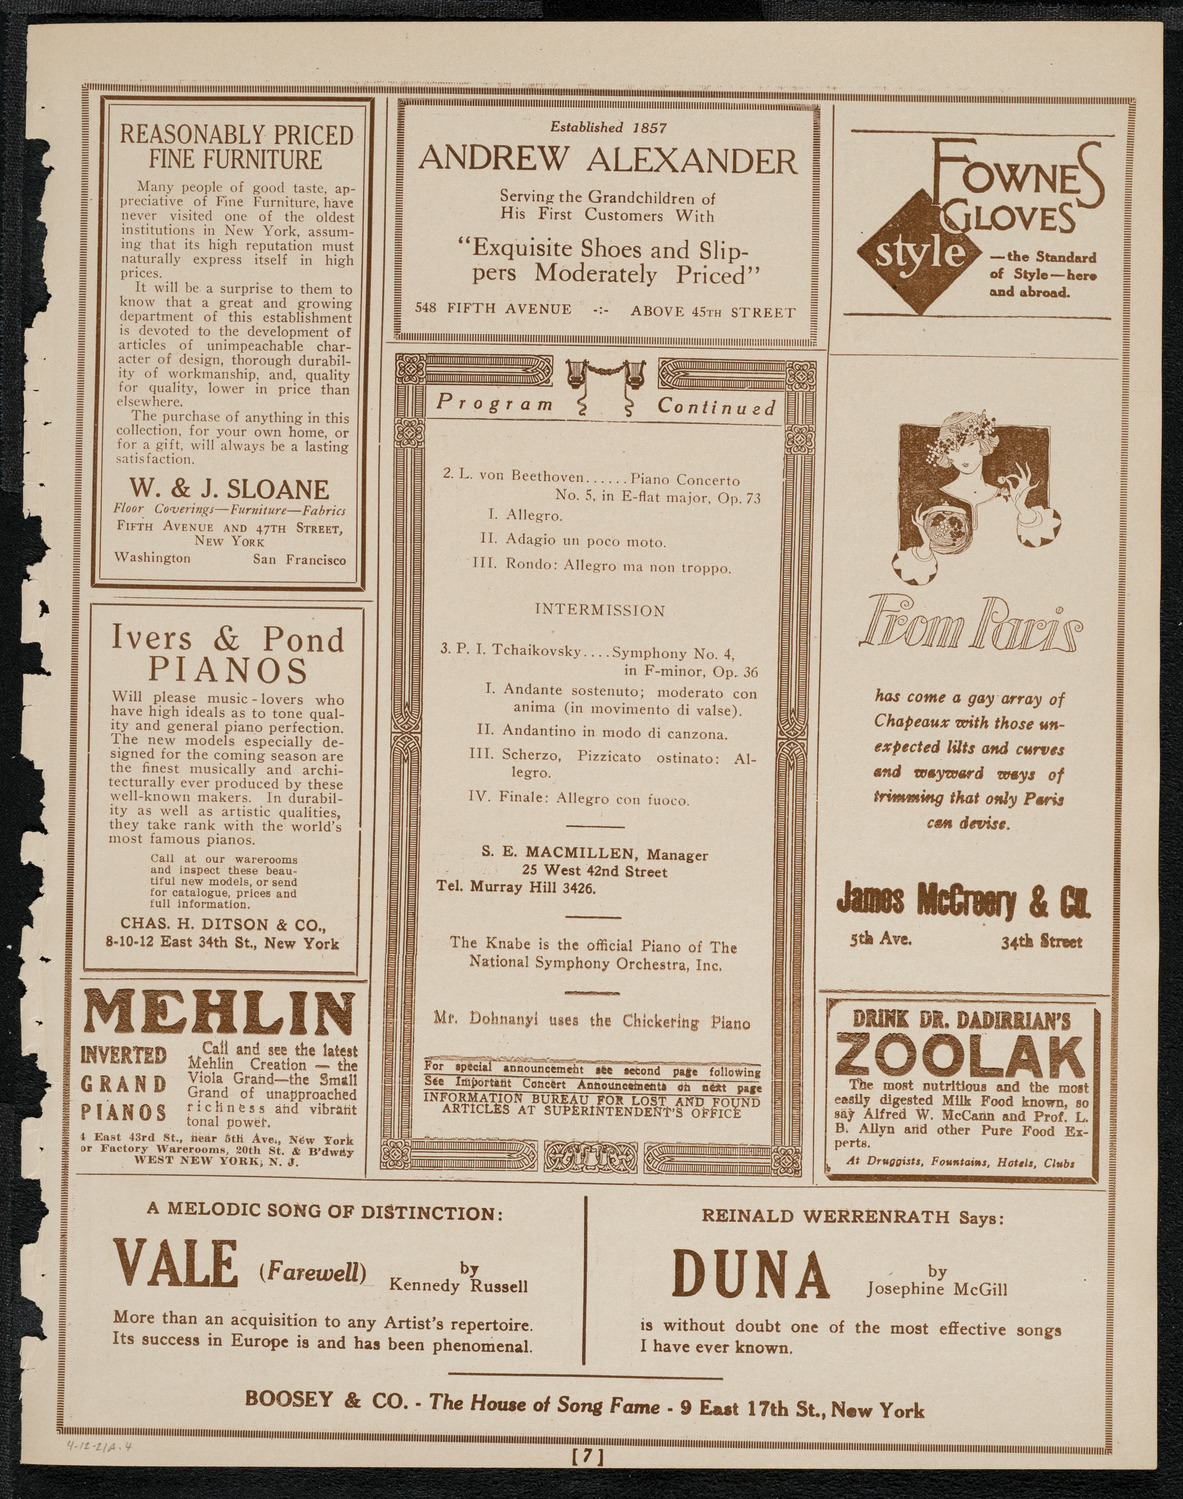 REASONABLY PRICED
FINE FURNITURE
Many people of good taste, ap-
preciative of Fine Furniture, have
never visited one of the oldest
institutions in New York, assum-
ing that its high reputation must
naturally express itself in high
prices.
It will be a surprise to them to
know that a great and growing
department of this establishment
is devoted to the development of
articles of unimpeachable char-
acter of design, thorough durabil-
ity of workmanship, and, quality
for quality, lower in price than
elsewhere.
The purchase of anything in this
collection, for your own home, or
for a gift, will always be a lasting
satisfaction.
W. & J. SLOANE
Floor Coverings—Furniture—Fabrics
FIFTH AVENUE AND 47TH STREET,
NEW YORK
Washington San Francisco
Ivers & Pond
PIANOS
Will please music-lovers who
have high ideals as to tone qual-
ity and general piano perfection.
The new models especially de-
signed for the coming season are
the finest musically and archi-
tecturally ever produced by these
well-known makers. In durabil-
ity as well as artistic qualities,
they take rank with the world's
most famous pianos.
Call at our warerooms
and inspect these beau-
tiful new models, or send
for catalogue, prices and
full information.
CHAS. H. DITSON & CO.,
8-10-12 East 34th St., New York
MEHLIN
INVERTED
GRAND
PIANOS
Call and see the latest
Mehlin Creation — the
Viola Grand—the Small
Grand of unapproached
richness and vibrant
tonal power.
4 East 43rd St., near 5th Ave., New York
or Factory Warerooms, 20th St. & B'dway
WEST NEW YORK, N. J.
Established 1857
ANDREW ALEXANDER
Serving the Grandchildren of
His First Customers With
"Exquisite Shoes and Slip-
pers Moderately Priced"
548 FIFTH AVENUE -:- ABOVE 45TH STREET
Program Continued
2. L. von Beethoven......Piano Concerto
No. 5, in E-flat major, Op. 73
I. Allegro.
II. Adagio un poco moto.
III. Rondo: Allegro ma non troppo.
INTERMISSION
3. P. I. Tchaikovsky....Symphony No. 4,
in F-minor, Op. 36
I. Andante sostenuto; moderato con
anima (in movimento di valse).
II. Andantino in modo di canzona.
III. Scherzo, Pizzicato ostinato: Al-
legro.
IV. Finale: Allegro con fuoco.
S. E. MACMILLEN, Manager
25 West 42nd Street
Tel. Murray Hill 3426.
The Knabe is the official Piano of The
National Symphony Orchestra, Inc.
Mr. Dohnanyi uses the Chickering Piano
For special announcement see second page following
See Important Concert Announcements on next page
INFORMATION BUREAU FOR LOST AND FOUND
ARTICLES AT SUPERINTENDENT'S OFFICE
FOWNES
GLOVES
style
—the Standard
of Style—here
and abroad.
From Paris
has come a gay array of
Chapeaux with those un-
expected lilts and curves
and wayward ways of
trimming that only Paris
can devise.
James McCreery & Co.
5th Ave. 34th Street
DRINK DR. DADIRRIAN'S
ZOOLAK
The most nutritious and the most
easily digested Milk Food known, so
say Alfred W. McCann and Prof. L.
B. Allyn and other Pure Food Ex-
perts.
At Druggists, Fountains, Hotels, Clubs
A MELODIC SONG OF DISTINCTION:
VALE (Farewell) by
Kennedy Russell
More than an acquisition to any Artist's repertoire.
Its success in Europe is and has been phenomenal.
REINALD WERRENRATH Says:
DUNA by
Josephine McGill
is without doubt one of the most effective songs
I have ever known.
BOOSEY & CO. - The House of Song Fame - 9 East 17th St., New York
4-12-21A.4
[7]